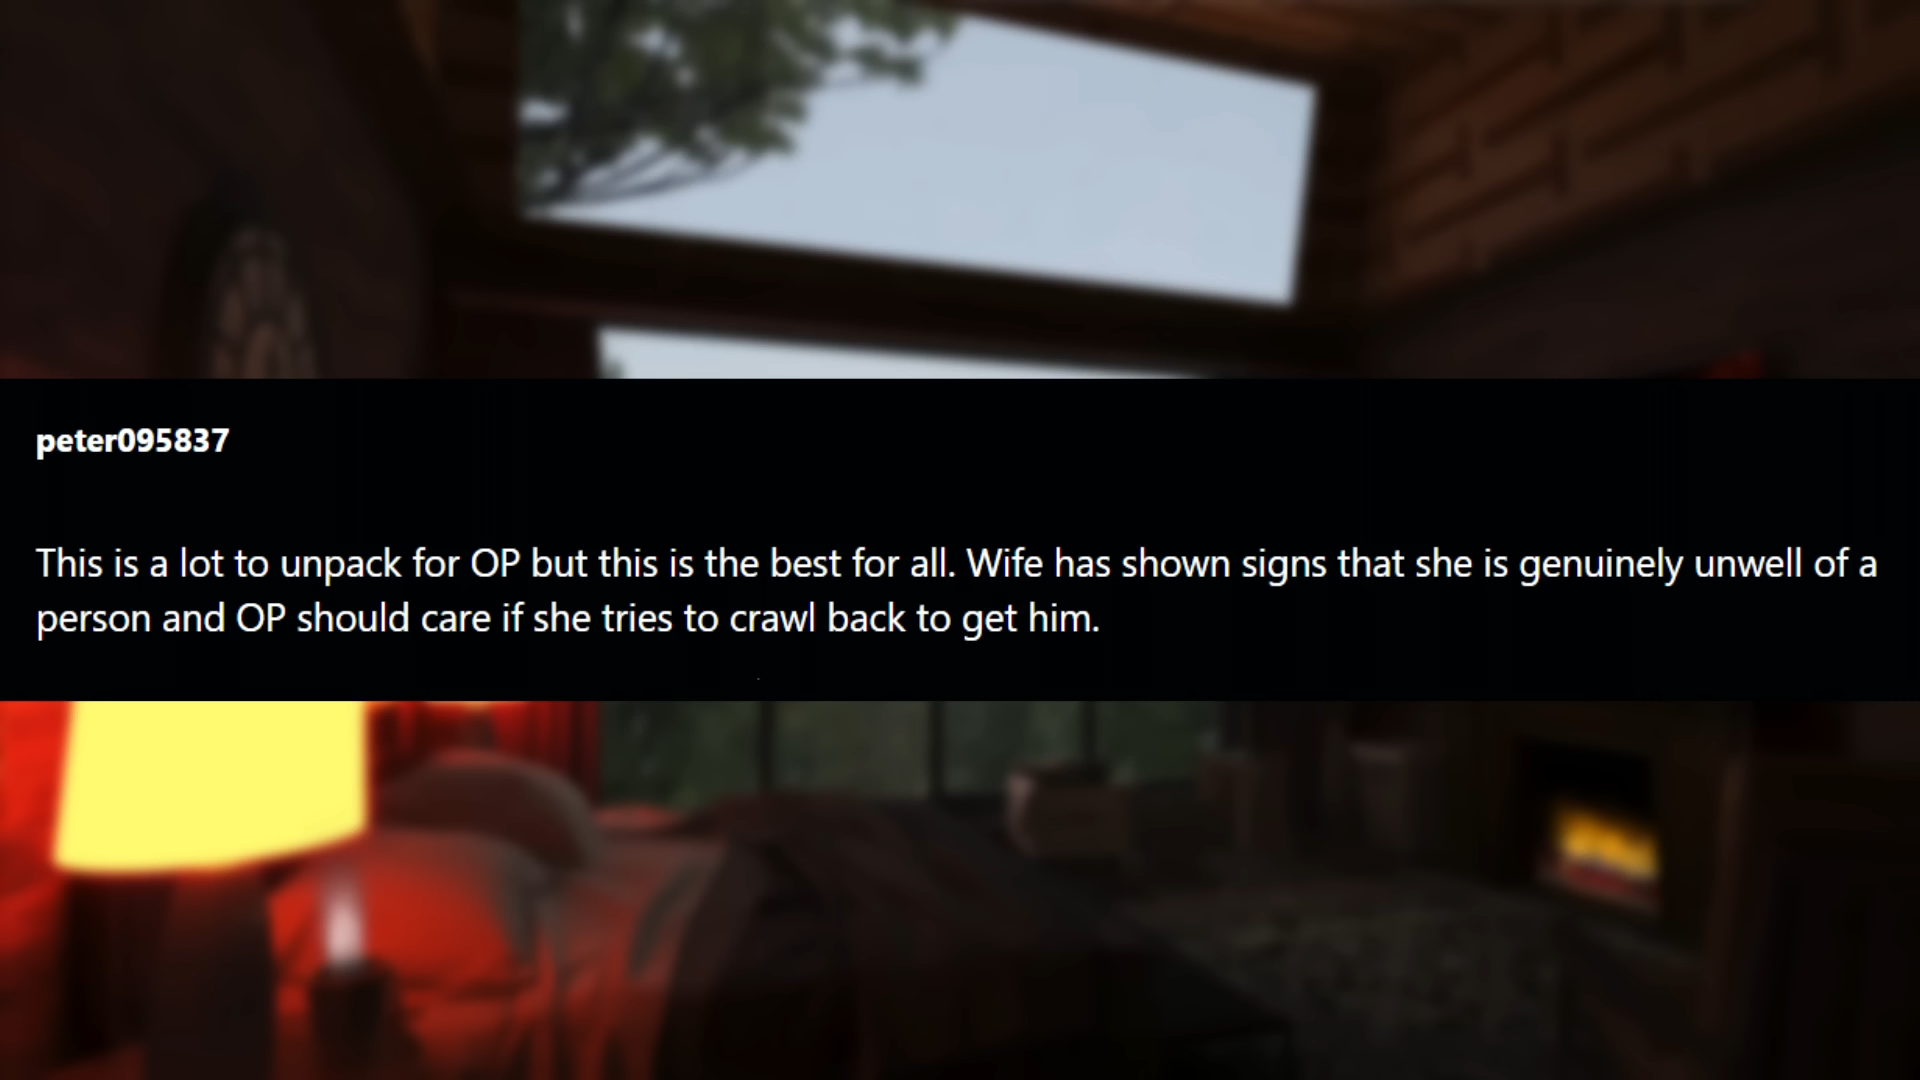 peter095837
This is a lot to unpack for OP but this is the best for all. Wife has shown signs that she is genuinely unwell of a
person and OP should care if she tries to crawl back to get him.